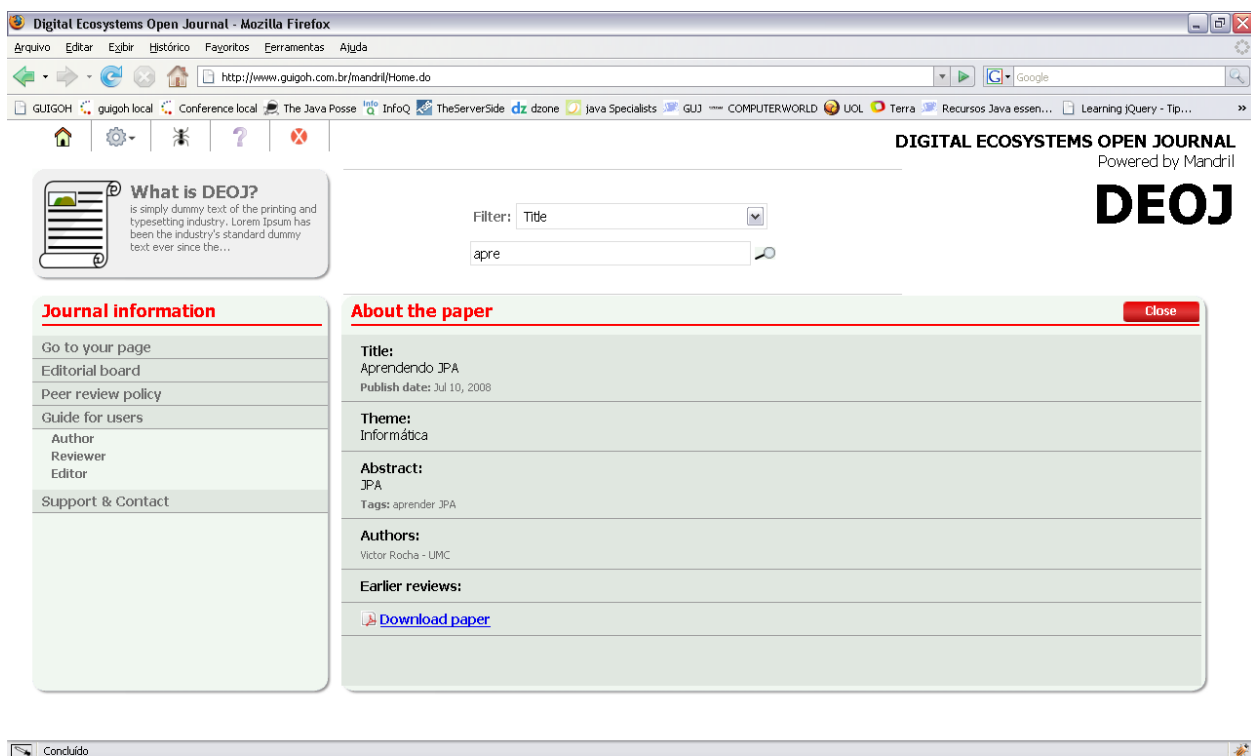 Digital Ecosystems Open Journal - Mozilla Firefox
Arquivo Editar Exibir Histórico Favoritos Ferramentas Ajuda
http://www.guigoh.com.br/mandril/Home.do
G Google
GUIGOH guigoh local Conference local The Java Posse InfoQ TheServerSide dz dzone Java Specialists GUJ COMPUTERWORLD UOL Terra Recursos Java essen... Learning jQuery - Tip... »
DIGITAL ECOSYSTEMS OPEN JOURNAL
Powered by Mandril
DEOJ
What is DEOJ?
is simply dummy text of the printing and
typesetting industry. Lorem Ipsum has
been the industry's standard dummy
text ever since the...
Filter: Title
apre
Journal information
Go to your page
Editorial board
Peer review policy
Guide for users
Author
Reviewer
Editor
Support & Contact
About the paper
Close
Title:
Aprendendo JPA
Publish date: Jul 10, 2008
Theme:
Informática
Abstract:
JPA
Tags: aprender JPA
Authors:
Victor Rocha - UMC
Earlier reviews:
Download paper
Concluído